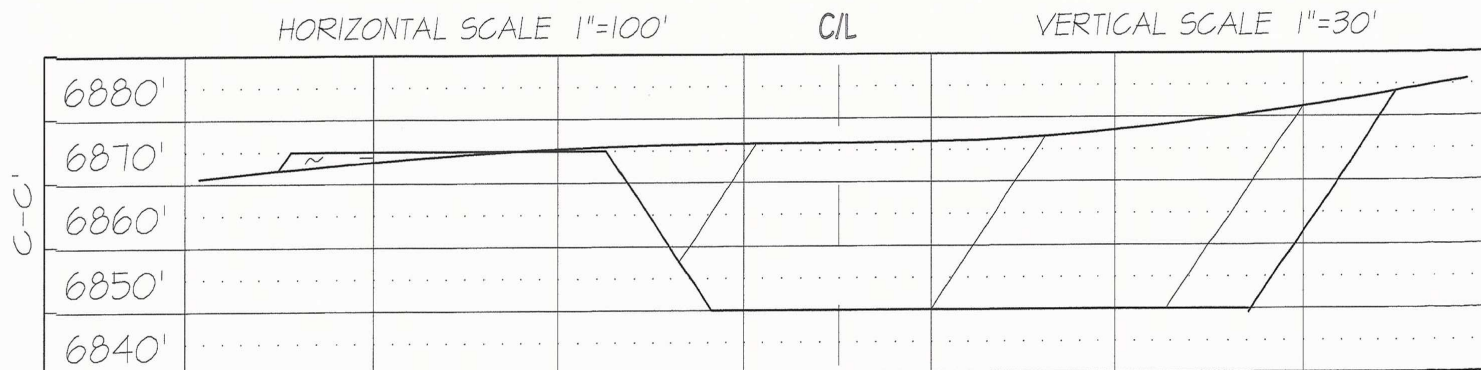 HORIZONTAL SCALE 1"=100' C/L VERTICAL SCALE 1"=30'
6880'
6870'
C-C'
6860'
6850'
6840'